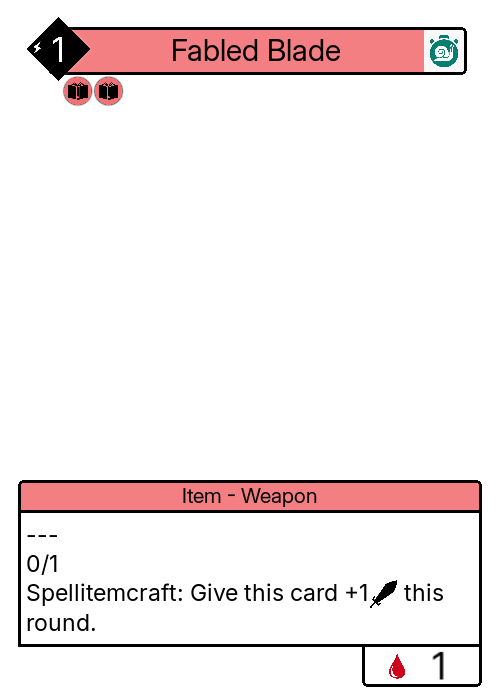 1
Fabled Blade
Item - Weapon
---
0/1
Spellitemcraft: Give this card +1 this
round.
1